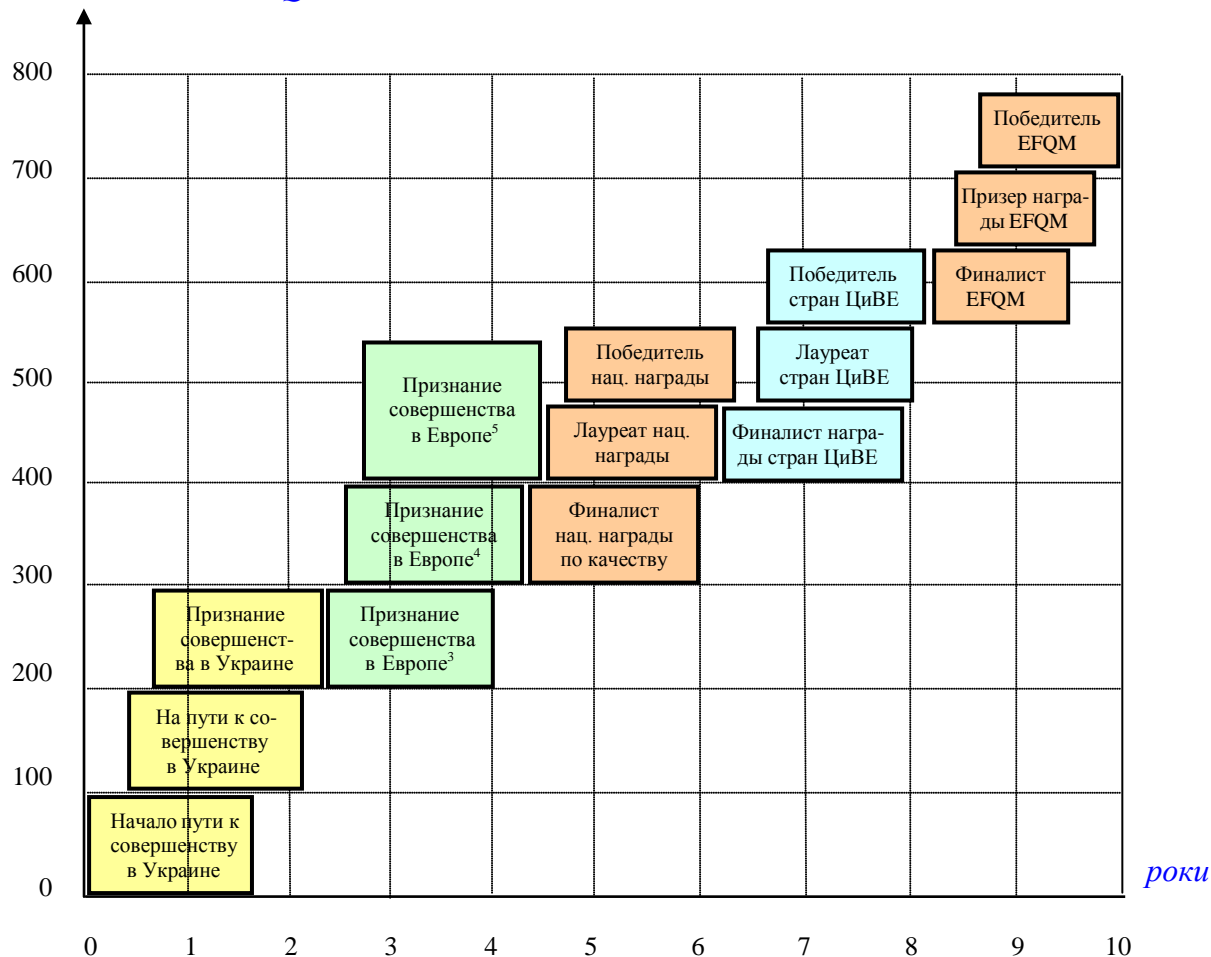 800
700
600
500
400
300
200
100
0
Победитель
EFQM
Призер награ-
ды EFQM
Победитель
стран ЦиВЕ
Финалист
EFQM
Признание
совершенства
в Европе⁵
Победитель
нац. награды
Лауреат
стран ЦиВЕ
Лауреат нац.
награды
Финалист награ-
ды стран ЦиВЕ
Признание
совершенства
в Европе⁴
Финалист
нац. награды
по качеству
Признание
совершенст-
ва в Украине
Признание
совершенства
в Европе³
На пути к со-
вершенству
в Украине
Начало пути к
совершенству
в Украине
роки
0 1 2 3 4 5 6 7 8 9 10